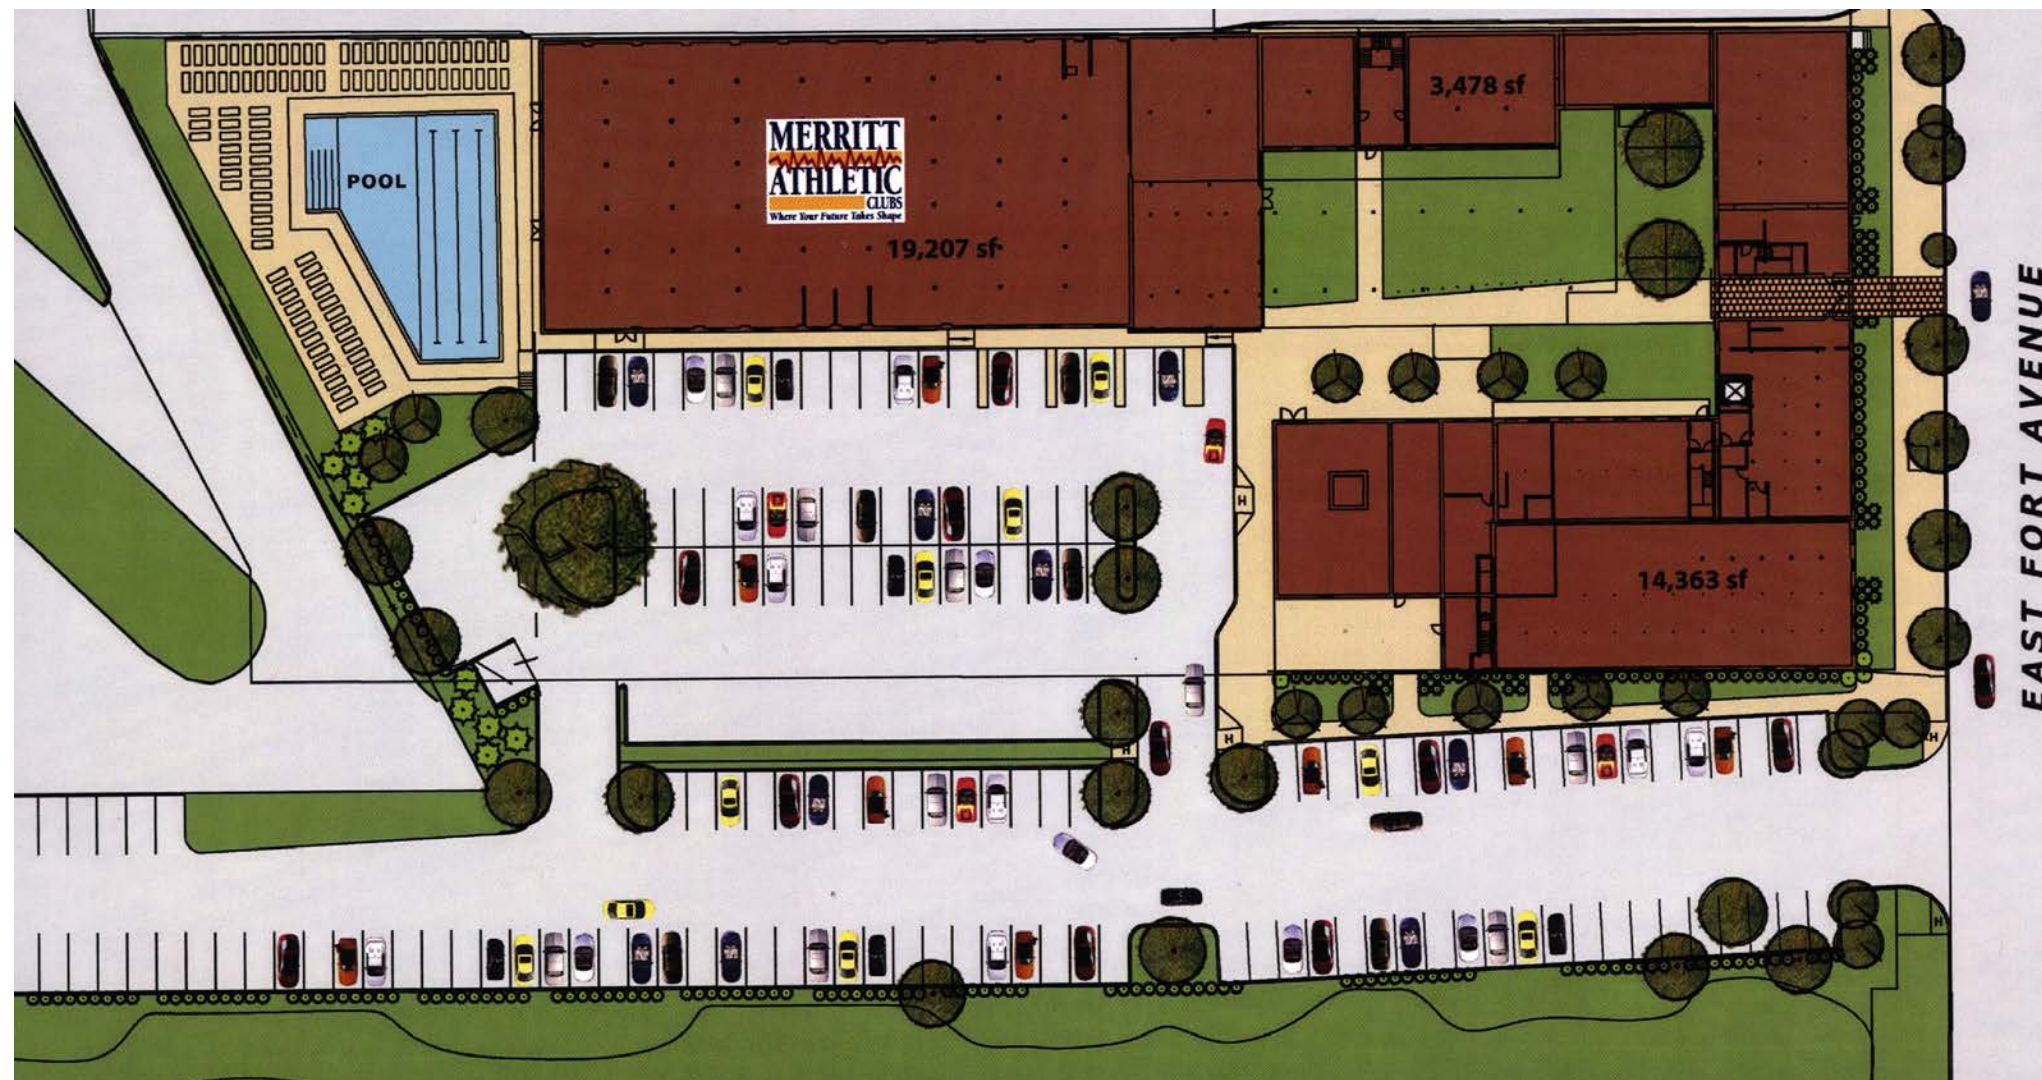 3,478 sf
MERRITT
ATHLETIC
CLUBS
Where Your Future Takes Shape
POOL
19,207 sf
EAST FORT AVENUE
H
14,363 sf
H
H
H
H